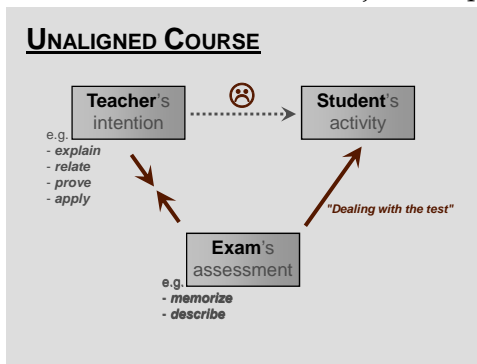 UNALIGNED COURSE
Teacher's
intention
Student's
activity
e.g.
- explain
- relate
- prove
- apply
"Dealing with the test"
Exam's
assessment
e.g.
- memorize
- describe